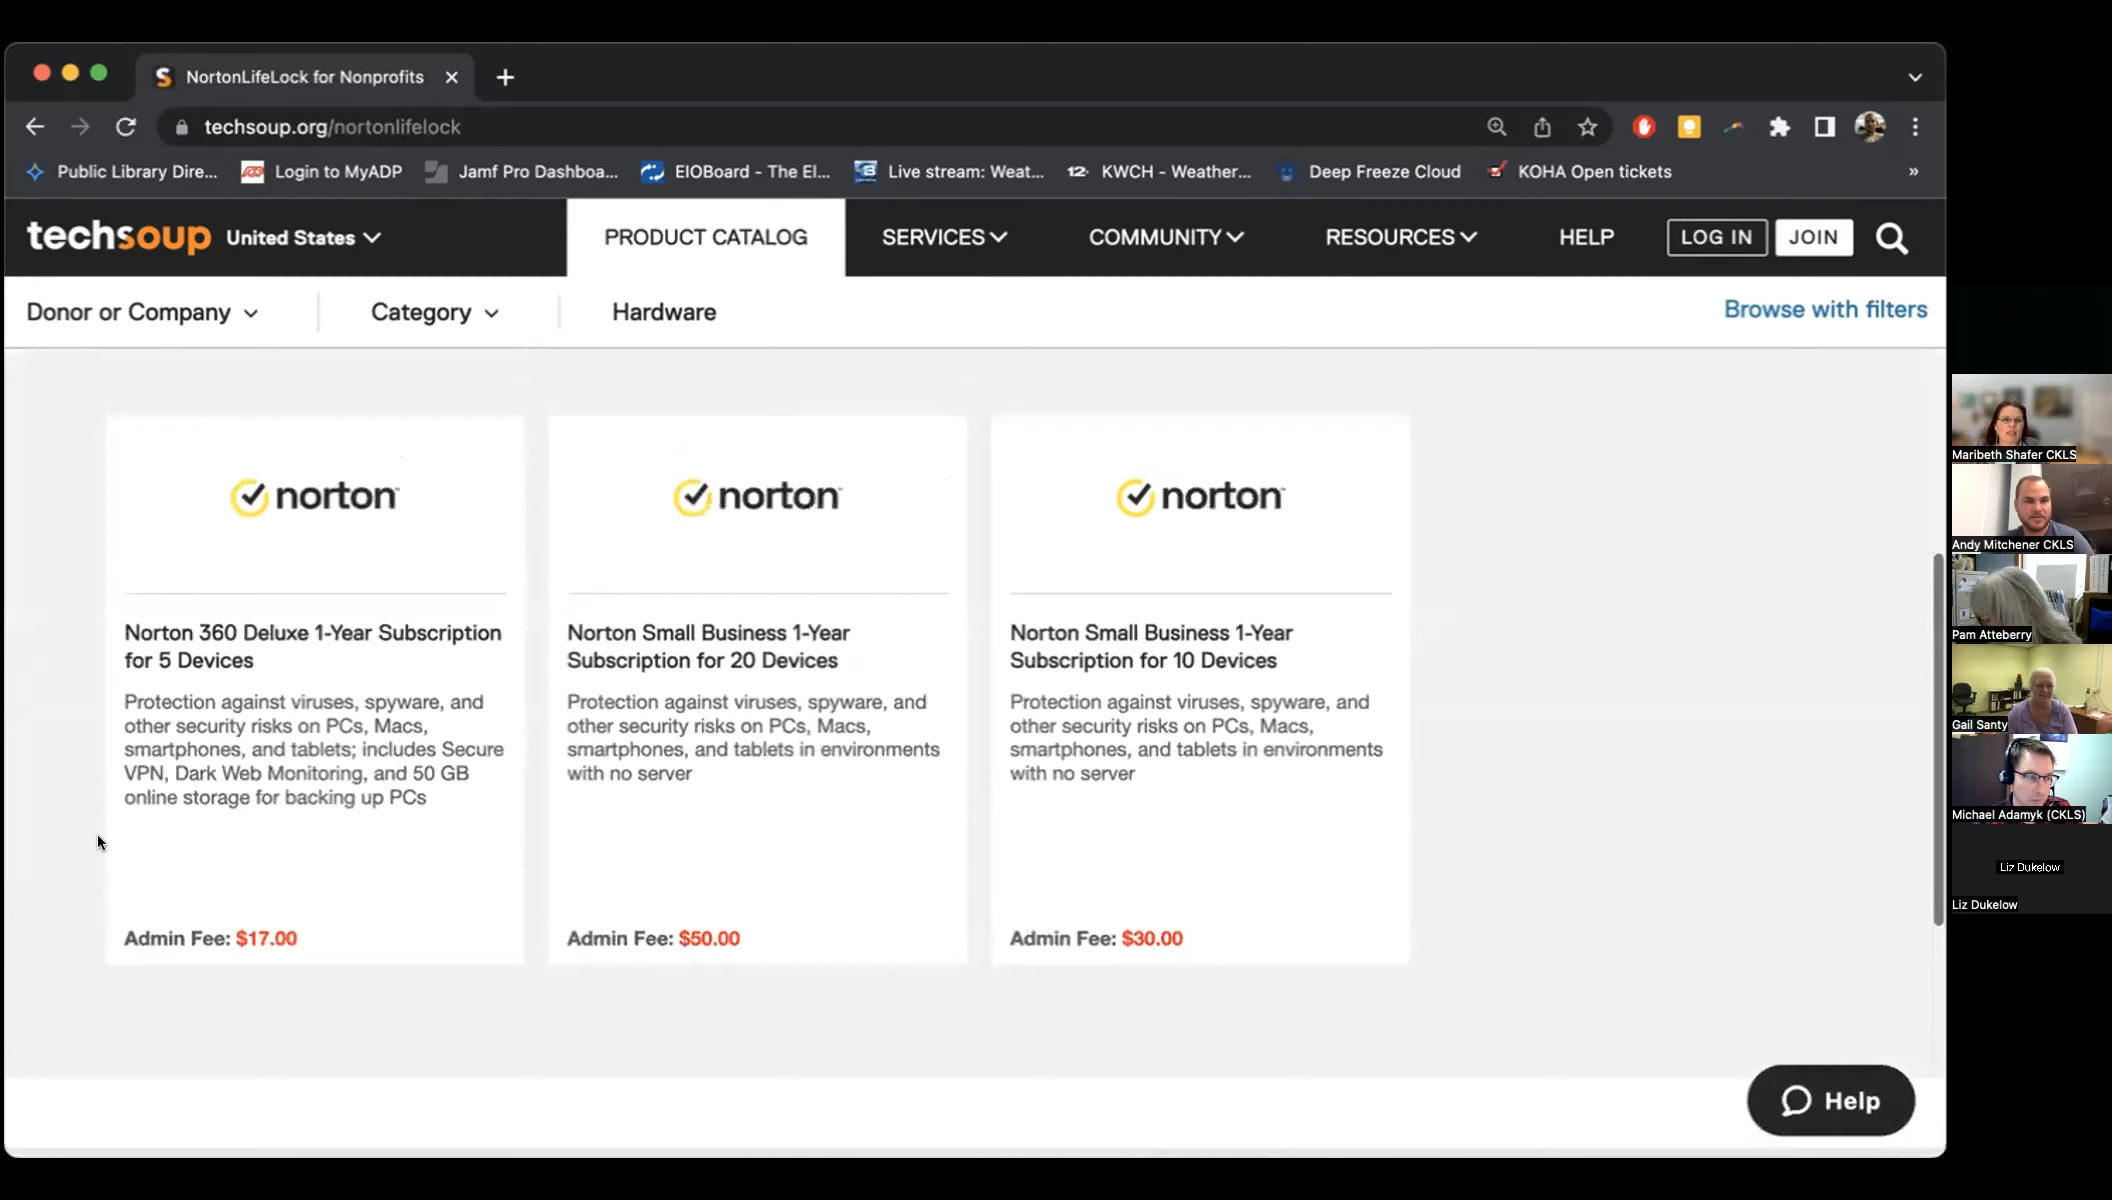 NortonLifeLock for Nonprofits
techsoup.org/nortonlifelock
Public Library Dire... Login to MyADP Jamf Pro Dashboa... EIOBoard - The El... Live stream: Weat... KWCH - Weather... Deep Freeze Cloud KOHA Open tickets »
techsoup United States PRODUCT CATALOG SERVICES COMMUNITY RESOURCES HELP LOG IN JOIN
Donor or Company Category Hardware Browse with filters
norton
Norton 360 Deluxe 1-Year Subscription
for 5 Devices
Protection against viruses, spyware, and
other security risks on PCs, Macs,
smartphones, and tablets; includes Secure
VPN, Dark Web Monitoring, and 50 GB
online storage for backing up PCs
Admin Fee: $17.00
norton
Norton Small Business 1-Year
Subscription for 20 Devices
Protection against viruses, spyware, and
other security risks on PCs, Macs,
smartphones, and tablets in environments
with no server
Admin Fee: $50.00
norton
Norton Small Business 1-Year
Subscription for 10 Devices
Protection against viruses, spyware, and
other security risks on PCs, Macs,
smartphones, and tablets in environments
with no server
Admin Fee: $30.00
Help
Maribeth Shafer CKLS
Andy Mitchener CKLS
Pam Atteberry
Gail Santy
Michael Adamyk (CKLS)
Liz Dukelow
Liz Dukelow